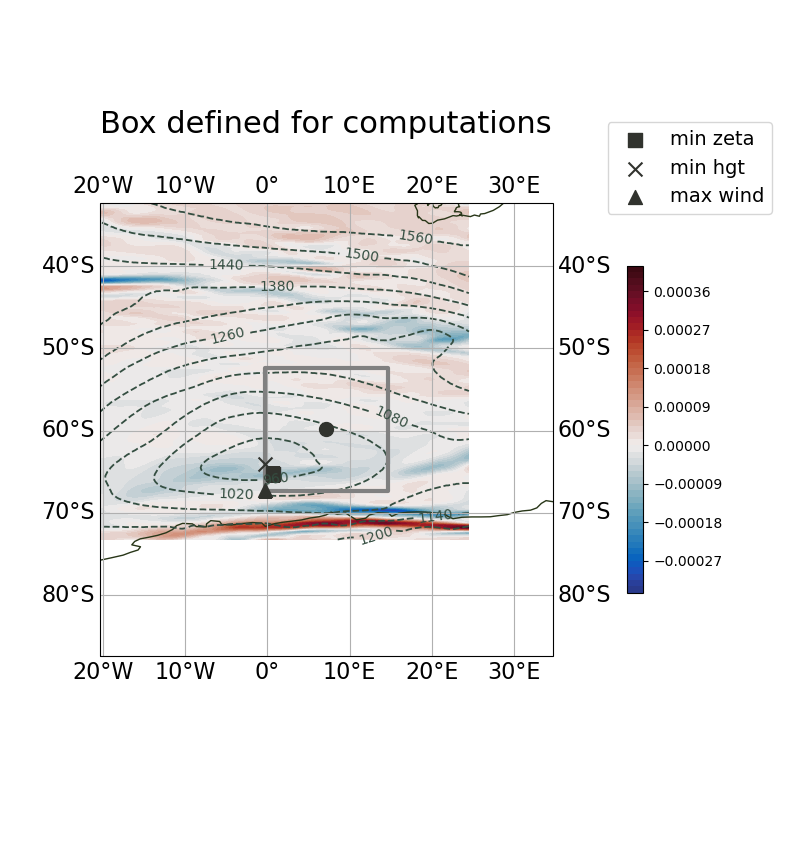 Box defined for computations
min zeta
min hgt
max wind
20°W 10°W 0° 10°E 20°E 30°E
1560
1500
1440
40°S 40°S
1380
0.00036
0.00027
1260
50°S 50°S
0.00018
0.00009
1080
60°S 60°S
0.00000
1020
−0.00009
70°S 70°S
1140
−0.00018
1200
−0.00027
80°S 80°S
20°W 10°W 0° 10°E 20°E 30°E